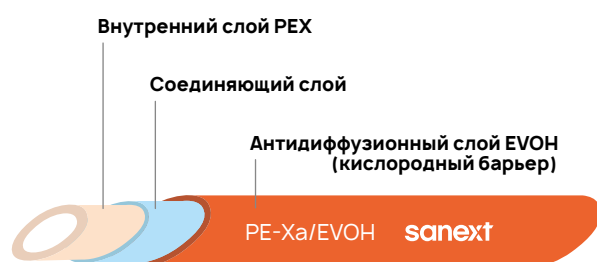 Внутренний слой PEX
Соединяющий слой
Антидиффузионный слой EVOH
(кислородный барьер)
PE-Xa/EVOH sanext